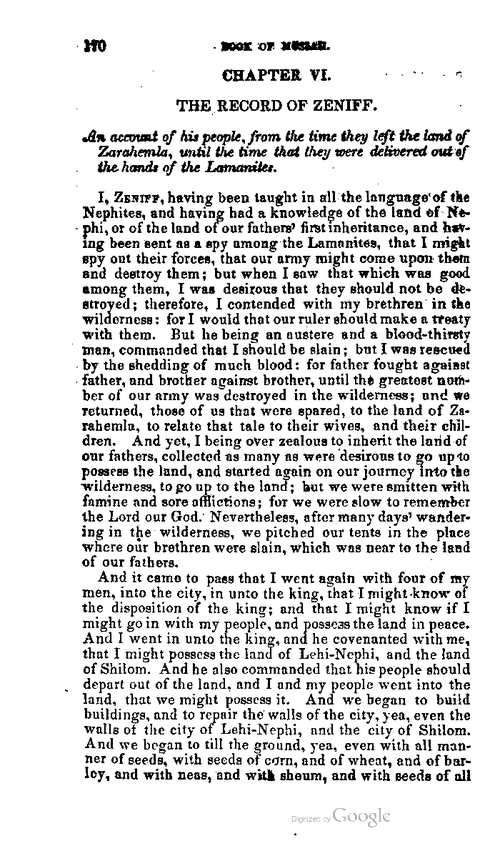 170 BOOK OF MOSIAH.
CHAPTER VI.
THE RECORD OF ZENIFF.
An account of his people, from the time they left the land of
Zarahemla, until the time that they were delivered out of
the hands of the Lamanites.
I, ZENIFF, having been taught in all the language of the
Nephites, and having had a knowledge of the land of Ne-
phi, or of the land of our fathers' first inheritance, and hav-
ing been sent as a spy among the Lamanites, that I might
spy out their forces, that our army might come upon them
and destroy them; but when I saw that which was good
among them, I was desirous that they should not be de-
stroyed; therefore, I contended with my brethren in the
wilderness: for I would that our ruler should make a treaty
with them. But he being an austere and a blood-thirsty
man, commanded that I should be slain; but I was rescued
by the shedding of much blood: for father fought against
father, and brother against brother, until the greatest num-
ber of our army was destroyed in the wilderness; and we
returned, those of us that were spared, to the land of Za-
rahemla, to relate that tale to their wives, and their chil-
dren. And yet, I being over zealous to inherit the land of
our fathers, collected as many as were desirous to go up to
possess the land, and started again on our journey into the
wilderness, to go up to the land; but we were smitten with
famine and sore afflictions; for we were slow to remember
the Lord our God. Nevertheless, after many days' wander-
ing in the wilderness, we pitched our tents in the place
where our brethren were slain, which was near to the land
of our fathers.
And it came to pass that I went again with four of my
men, into the city, in unto the king, that I might know of
the disposition of the king; and that I might know if I
might go in with my people, and possess the land in peace.
And I went in unto the king, and he covenanted with me,
that I might possess the land of Lehi-Nephi, and the land
of Shilom. And he also commanded that his people should
depart out of the land, and I and my people went into the
land, that we might possess it. And we began to build
buildings, and to repair the walls of the city, yea, even the
walls of the city of Lehi-Nephi, and the city of Shilom.
And we began to till the ground, yea, even with all man-
ner of seeds, with seeds of corn, and of wheat, and of bar-
ley, and with neas, and with sheum, and with seeds of all
Digitized by Google